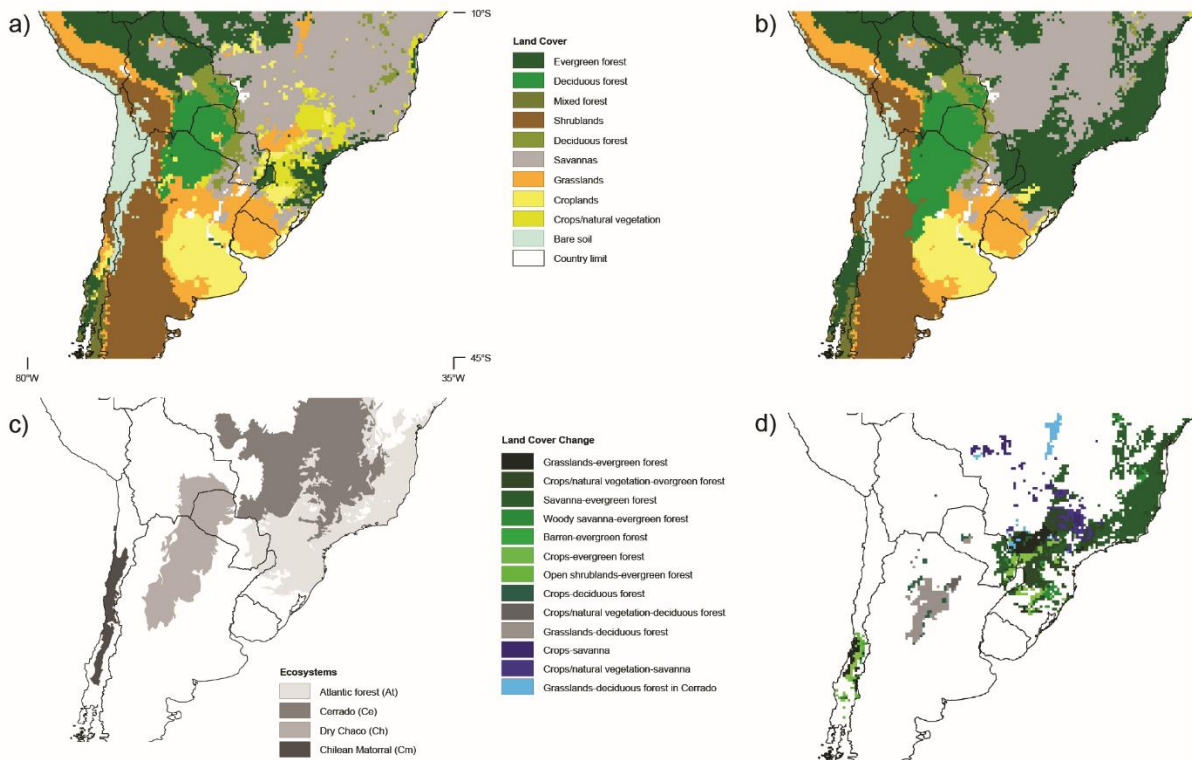 a)
10°S
b)
Land Cover
Evergreen forest
Deciduous forest
Mixed forest
Shrublands
Deciduous forest
Savannas
Grasslands
Croplands
Crops/natural vegetation
Bare soil
Country limit
45°S
80°W
35°W
c)
d)
Land Cover Change
Grasslands-evergreen forest
Crops/natural vegetation-evergreen forest
Savanna-evergreen forest
Woody savanna-evergreen forest
Barren-evergreen forest
Crops-evergreen forest
Open shrublands-evergreen forest
Crops-deciduous forest
Crops/natural vegetation-deciduous forest
Grasslands-deciduous forest
Crops-savanna
Crops/natural vegetation-savanna
Grasslands-deciduous forest in Cerrado
Ecosystems
Atlantic forest (At)
Cerrado (Ce)
Dry Chaco (Ch)
Chilean Matorral (Cm)